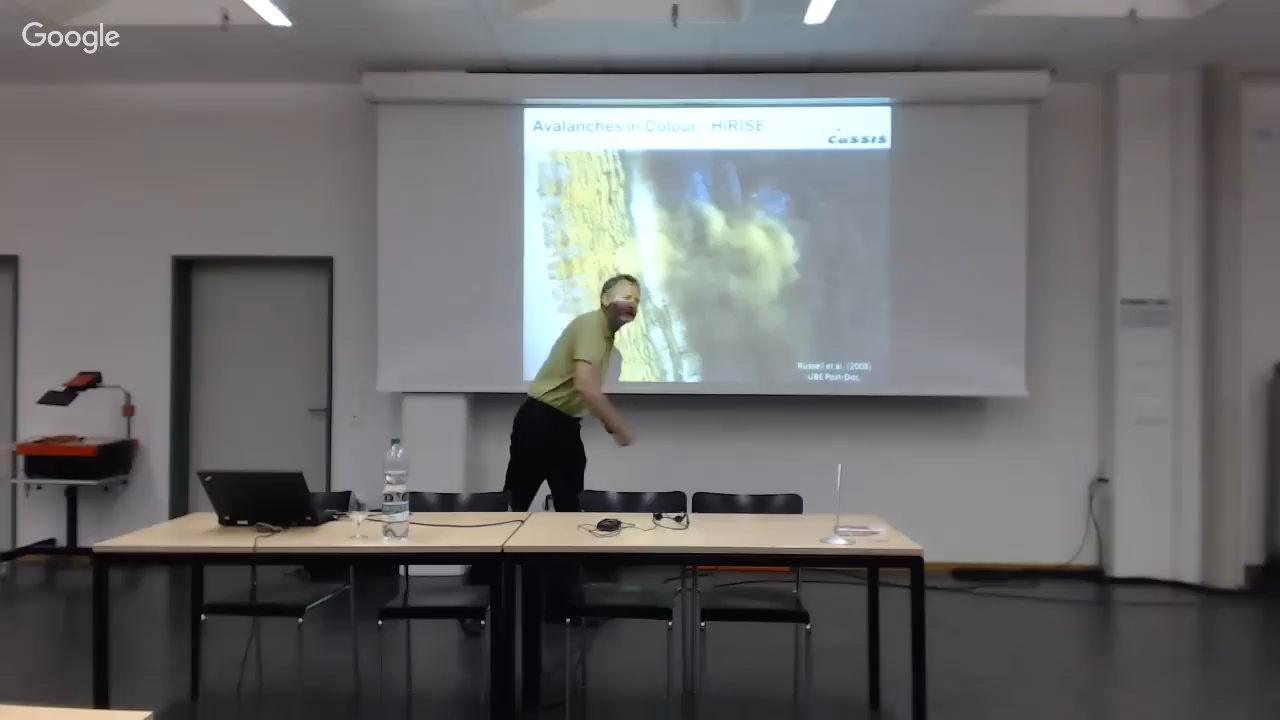 Google
Avalanches in Colour - HiRISE
CaSSIS
Russell et al. (2008)
UBE Post-Doc.